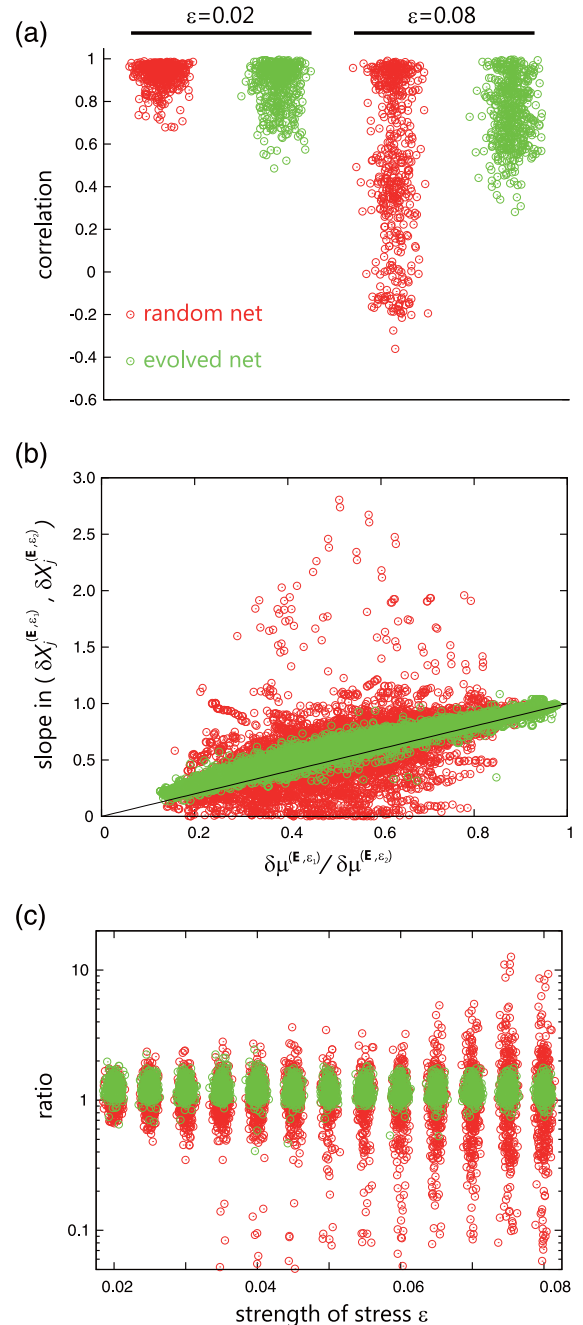 (a)
ε=0.02 ε=0.08
1
0.8
0.6
0.4
0.2
0
-0.2
-0.4
-0.6
correlation
random net
evolved net
(b)
3.0
2.5
2.0
1.5
1.0
0.5
0
slope in ( δX_j^(E,ε₁) , δX_j^(E,ε₂) )
0 0.2 0.4 0.6 0.8 1
δμ^(E,ε₁) / δμ^(E,ε₂)
(c)
10
1
0.1
ratio
0.02 0.04 0.06 0.08
strength of stress ε